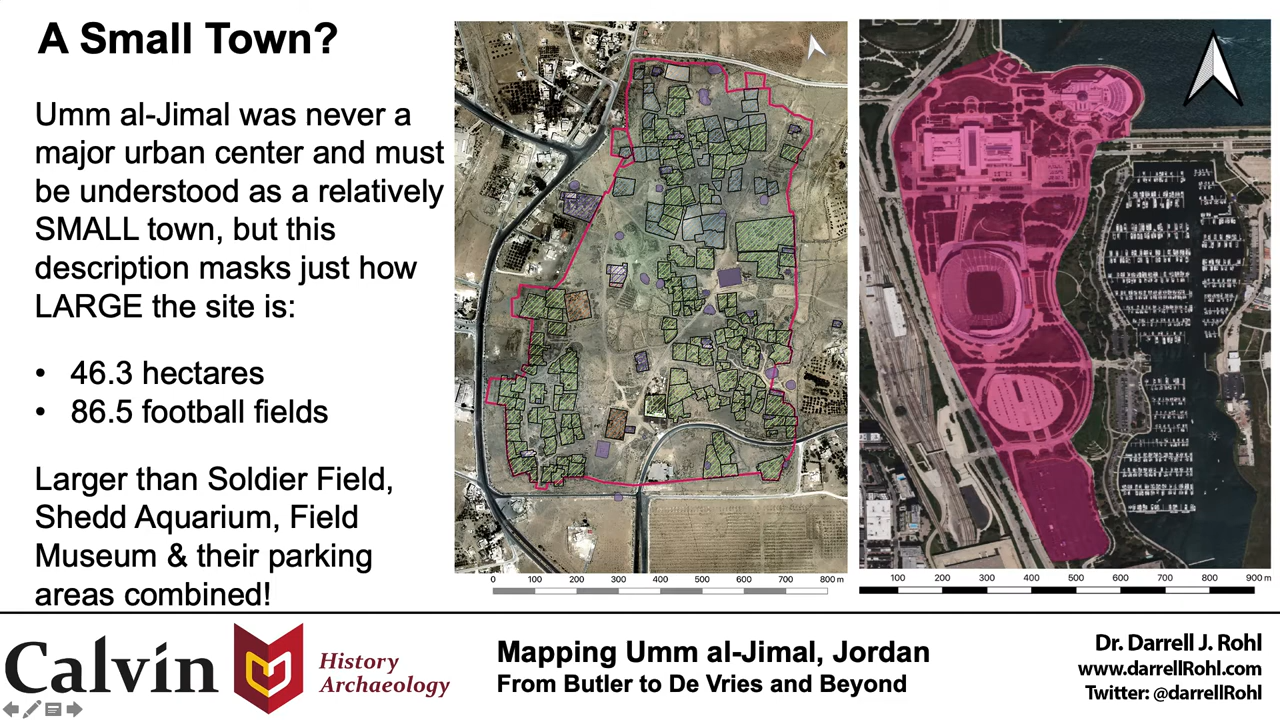 A Small Town?
Umm al-Jimal was never a
major urban center and must
be understood as a relatively
SMALL town, but this
description masks just how
LARGE the site is:
• 46.3 hectares
• 86.5 football fields
Larger than Soldier Field,
Shedd Aquarium, Field
Museum & their parking
areas combined!
0 100 200 300 400 500 600 700 800 m
100 200 300 400 500 600 700 800 900 m
Calvin
History
Archaeology
Mapping Umm al-Jimal, Jordan
From Butler to De Vries and Beyond
Dr. Darrell J. Rohl
www.darrellRohl.com
Twitter: @darrellRohl